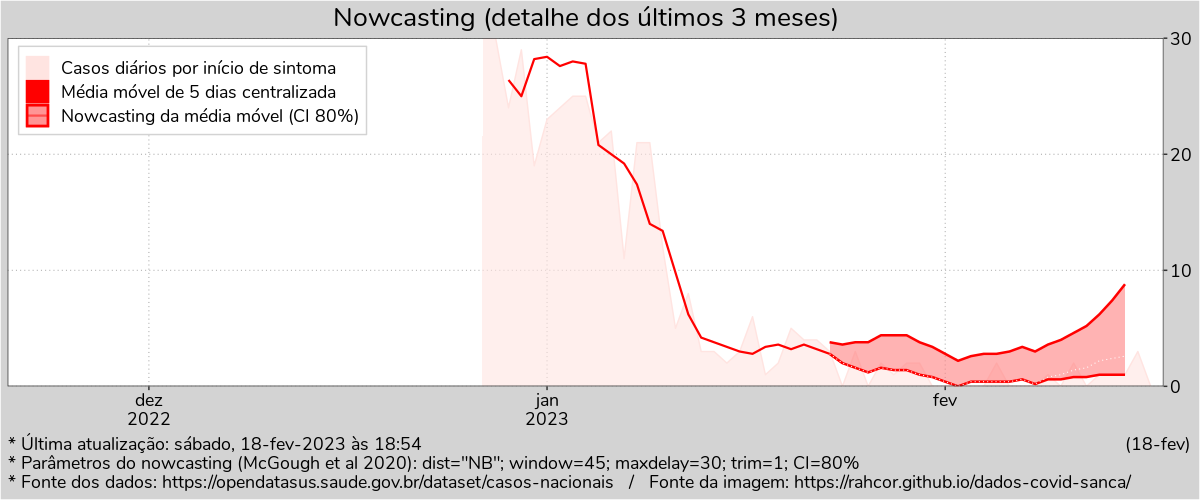 Nowcasting (detalhe dos últimos 3 meses)
Casos diários por início de sintoma
Média móvel de 5 dias centralizada
Nowcasting da média móvel (CI 80%)
30
20
10
0
dez
2022
jan
2023
fev
* Última atualização: sábado, 18-fev-2023 às 18:54
(18-fev)
* Parâmetros do nowcasting (McGough et al 2020): dist="NB"; window=45; maxdelay=30; trim=1; CI=80%
* Fonte dos dados: https://opendatasus.saude.gov.br/dataset/casos-nacionais / Fonte da imagem: https://rahcor.github.io/dados-covid-sanca/